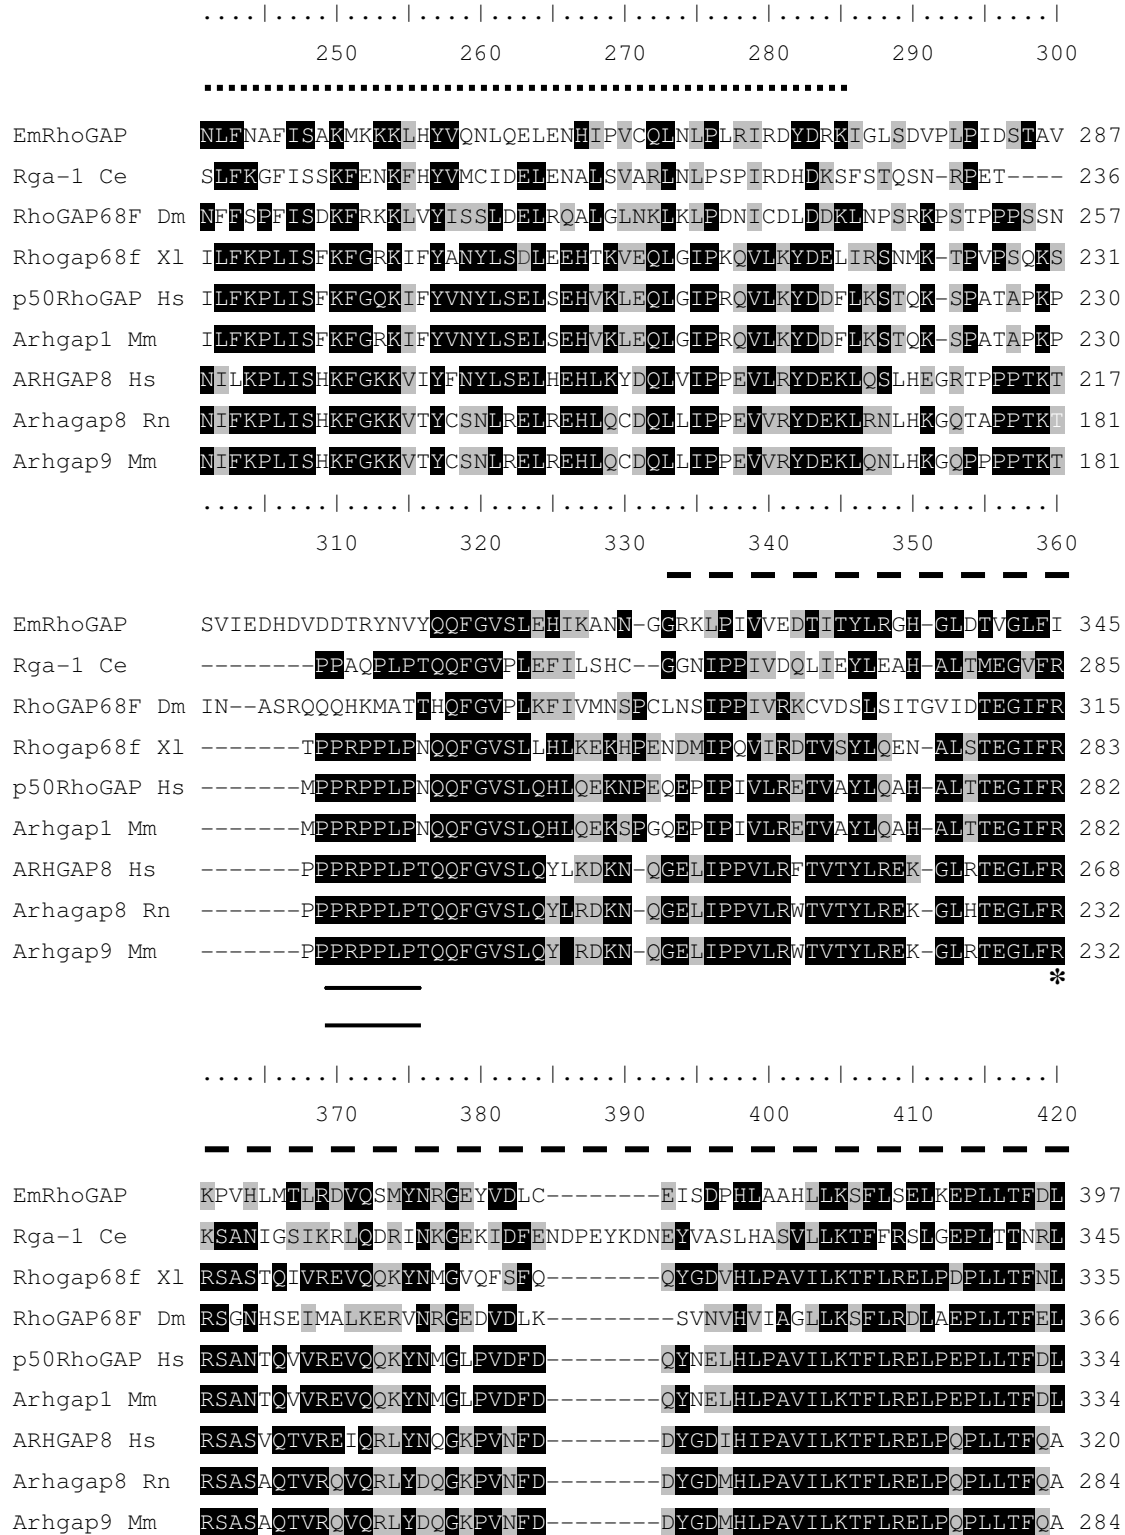 ....|....|....|....|....|....|....|....|....|....|....|....|
250 260 270 280 290 300
EmRhoGAP NLFNAFISAKMKKKLHYVQNLQELENHIPVCQLNLPLRIRDYDRKIGLSDVPLPIDSTAV 287
Rga-1 Ce SLFKGFISSKFENKFHYVMCIDELENALSVARLNLPSPIRDHDKSFSTQSN-RPET---- 236
RhoGAP68F Dm NFFSPFISDKFRKKLVYISSLDELRQALGLNKLKLPDNICDLDDKLNPSRKPSTPPPSSN 257
Rhogap68f Xl ILFKPLISFKFGRKIFYANYLSDLEEHTKVEQLGIPKQVLKYDELIRSNMK-TPVPSQKS 231
p50RhoGAP Hs ILFKPLISFKFGQKIFYVNYLSELSEHVKLEQLGIPRQVLKYDDFLKSTQK-SPATAPKP 230
Arhgap1 Mm ILFKPLISFKFGRKIFYVNYLSELSEHVKLEQLGIPRQVLKYDDFLKSTQK-SPATAPKP 230
ARHGAP8 Hs NILKPLISHKFGKKVIYFNYLSELHEHLKYDQLVIPPEVLRYDEKLQSLHEGRTPPPTKT 217
Arhagap8 Rn NIFKPLISHKFGKKVTYCSNLRELREHLQCDQLLIPPEVVRYDEKLRNLHKGQTAPPTKT 181
Arhgap9 Mm NIFKPLISHKFGKKVTYCSNLRELREHLQCDQLLIPPEVVRYDEKLQNLHKGQPPPPTKT 181
....|....|....|....|....|....|....|....|....|....|....|....|
310 320 330 340 350 360
EmRhoGAP SVIEDHDVDDTRYNVYQQFGVSLEHIKANN-GGRKLPIVVEDTITYLRGH-GLDTVGLFI 345
Rga-1 Ce --------PPAQPLPTQQFGVPLEFILSHC--GGNIPPIVDQLIEYLEAH-ALTMEGVFR 285
RhoGAP68F Dm IN--ASRQQQHKMATTHQFGVPLKFIVMNSPCLNSIPPIVRKCVDSLSITGVIDTEGIFR 315
Rhogap68f Xl -------TPPRPPLPNQQFGVSLLHLKEKHPENDMIPQVIRDTVSYLQEN-ALSTEGIFR 283
p50RhoGAP Hs -------MPPRPPLPNQQFGVSLQHLQEKNPEQEPIPIVLRETVAYLQAH-ALTTEGIFR 282
Arhgap1 Mm -------MPPRPPLPNQQFGVSLQHLQEKSPGQEPIPIVLRETVAYLQAH-ALTTEGIFR 282
ARHGAP8 Hs -------PPPRPPLPTQQFGVSLQYLKDKN-QGELIPPVLRFTVTYLREK-GLRTEGLFR 268
Arhagap8 Rn -------PPPRPPLPTQQFGVSLQYLRDKN-QGELIPPVLRWTVTYLREK-GLHTEGLFR 232
Arhgap9 Mm -------PPPRPPLPTQQFGVSLQY RDKN-QGELIPPVLRWTVTYLREK-GLRTEGLFR 232
*
....|....|....|....|....|....|....|....|....|....|....|....|
370 380 390 400 410 420
EmRhoGAP KPVHLMTLRDVQSMYNRGEYVDLC--------EISDPHLAAHLLKSFLSELKEPLLTFDL 397
Rga-1 Ce KSANIGSIKRLQDRINKGEKIDFENDPEYKDNEYVASLHASVLLKTFFRSLGEPLTTNRL 345
Rhogap68f Xl RSASTQIVREVQQKYNMGVQFSFQ--------QYGDVHLPAVILKTFLRELPDPLLTFNL 335
RhoGAP68F Dm RSGNHSEIMALKERVNRGEDVDLK---------SVNVHVIAGLLKSFLRDLAEPLLTFEL 366
p50RhoGAP Hs RSANTQVVREVQQKYNMGLPVDFD--------QYNELHLPAVILKTFLRELPEPLLTFDL 334
Arhgap1 Mm RSANTQVVREVQQKYNMGLPVDFD--------QYNELHLPAVILKTFLRELPEPLLTFDL 334
ARHGAP8 Hs RSASVQTVREIQRLYNQGKPVNFD--------DYGDIHIPAVILKTFLRELPQPLLTFQA 320
Arhagap8 Rn RSASAQTVRQVQRLYDQGKPVNFD--------DYGDMHLPAVILKTFLRELPQPLLTFQA 284
Arhgap9 Mm RSASAQTVRQVQRLYDQGKPVNFD--------DYGDMHLPAVILKTFLRELPQPLLTFQA 284